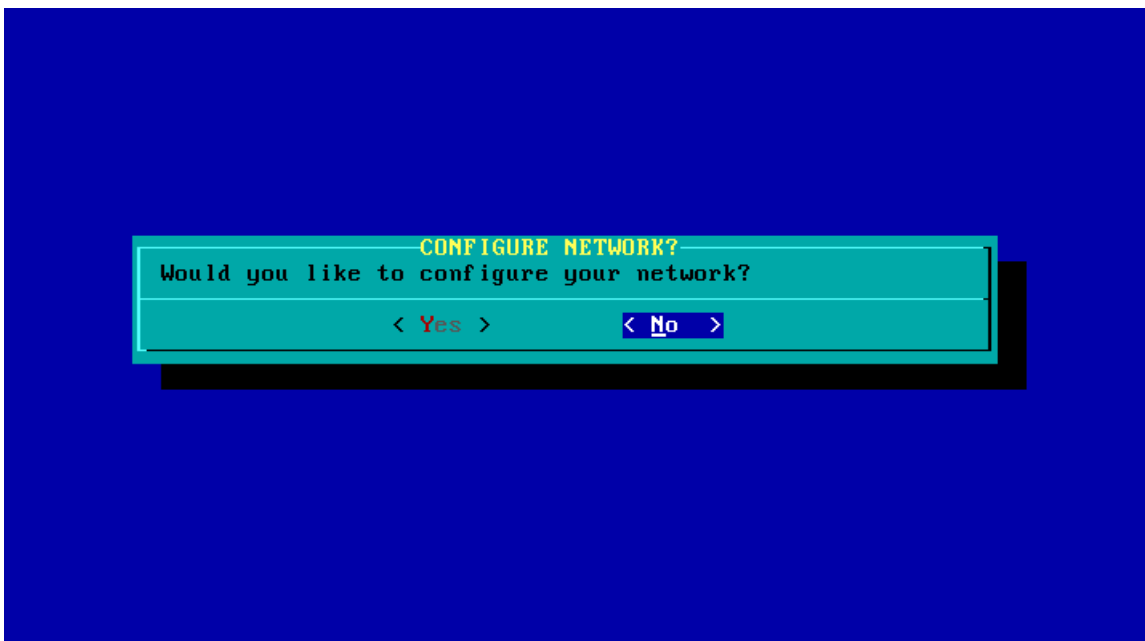 CONFIGURE NETWORK?
Would you like to configure your network?
< Yes > < No >